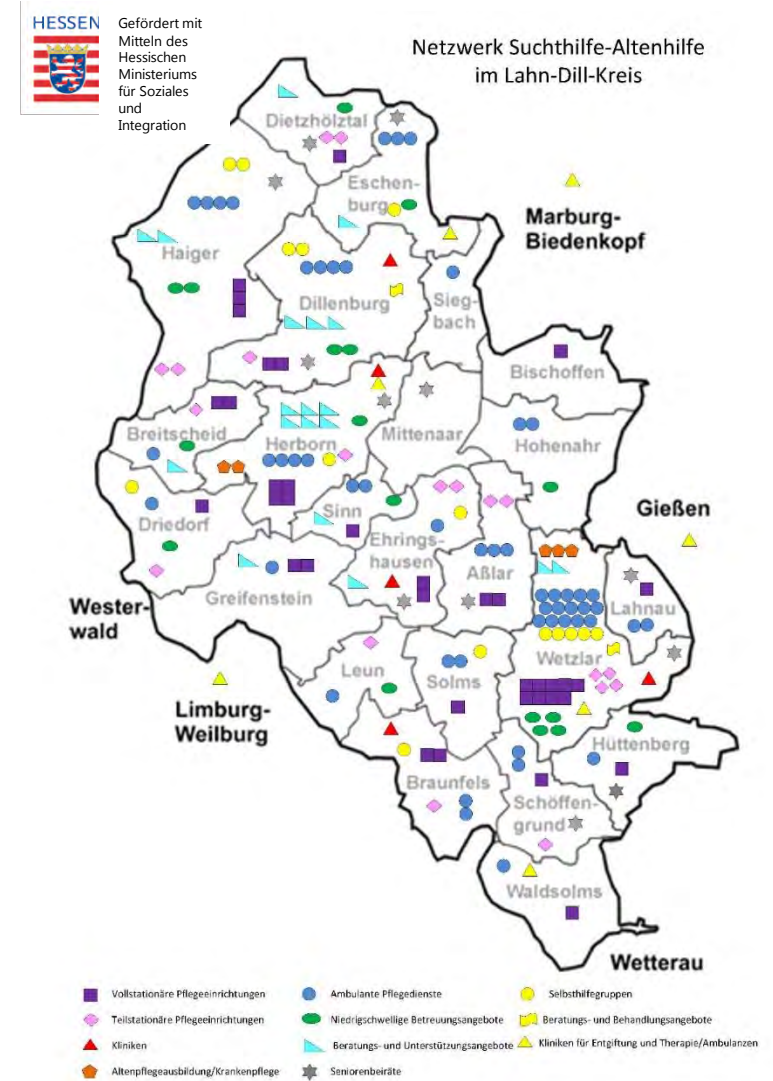 HESSEN
Gefördert mit
Mitteln des
Hessischen
Ministeriums
für Soziales
und
Integration
Netzwerk Suchthilfe-Altenhilfe
im Lahn-Dill-Kreis
Dietzhölztal
Eschen-
burg
Marburg-
Biedenkopf
Haiger
Dillenburg
Sieg-
bach
Bischoffen
Breitscheid
Herborn
Mittenaar
Hohenahr
Driedorf
Sinn
Ehrings-
hausen
Gießen
Aßlar
Greifenstein
Lahnau
Wester-
wald
Leun
Solms
Wetzlar
Limburg-
Weilburg
Hüttenberg
Braunfels
Schöffen-
grund
Waldsolms
Wetterau
Vollstationäre Pflegeeinrichtungen
Ambulante Pflegedienste
Selbsthilfegruppen
Teilstationäre Pflegeeinrichtungen
Niedrigschwellige Betreuungsangebote
Beratungs- und Behandlungsangebote
Kliniken
Beratungs- und Unterstützungsangebote
Kliniken für Entgiftung und Therapie/Ambulanzen
Altenpflegeausbildung/Krankenpflege
Seniorenbeiräte